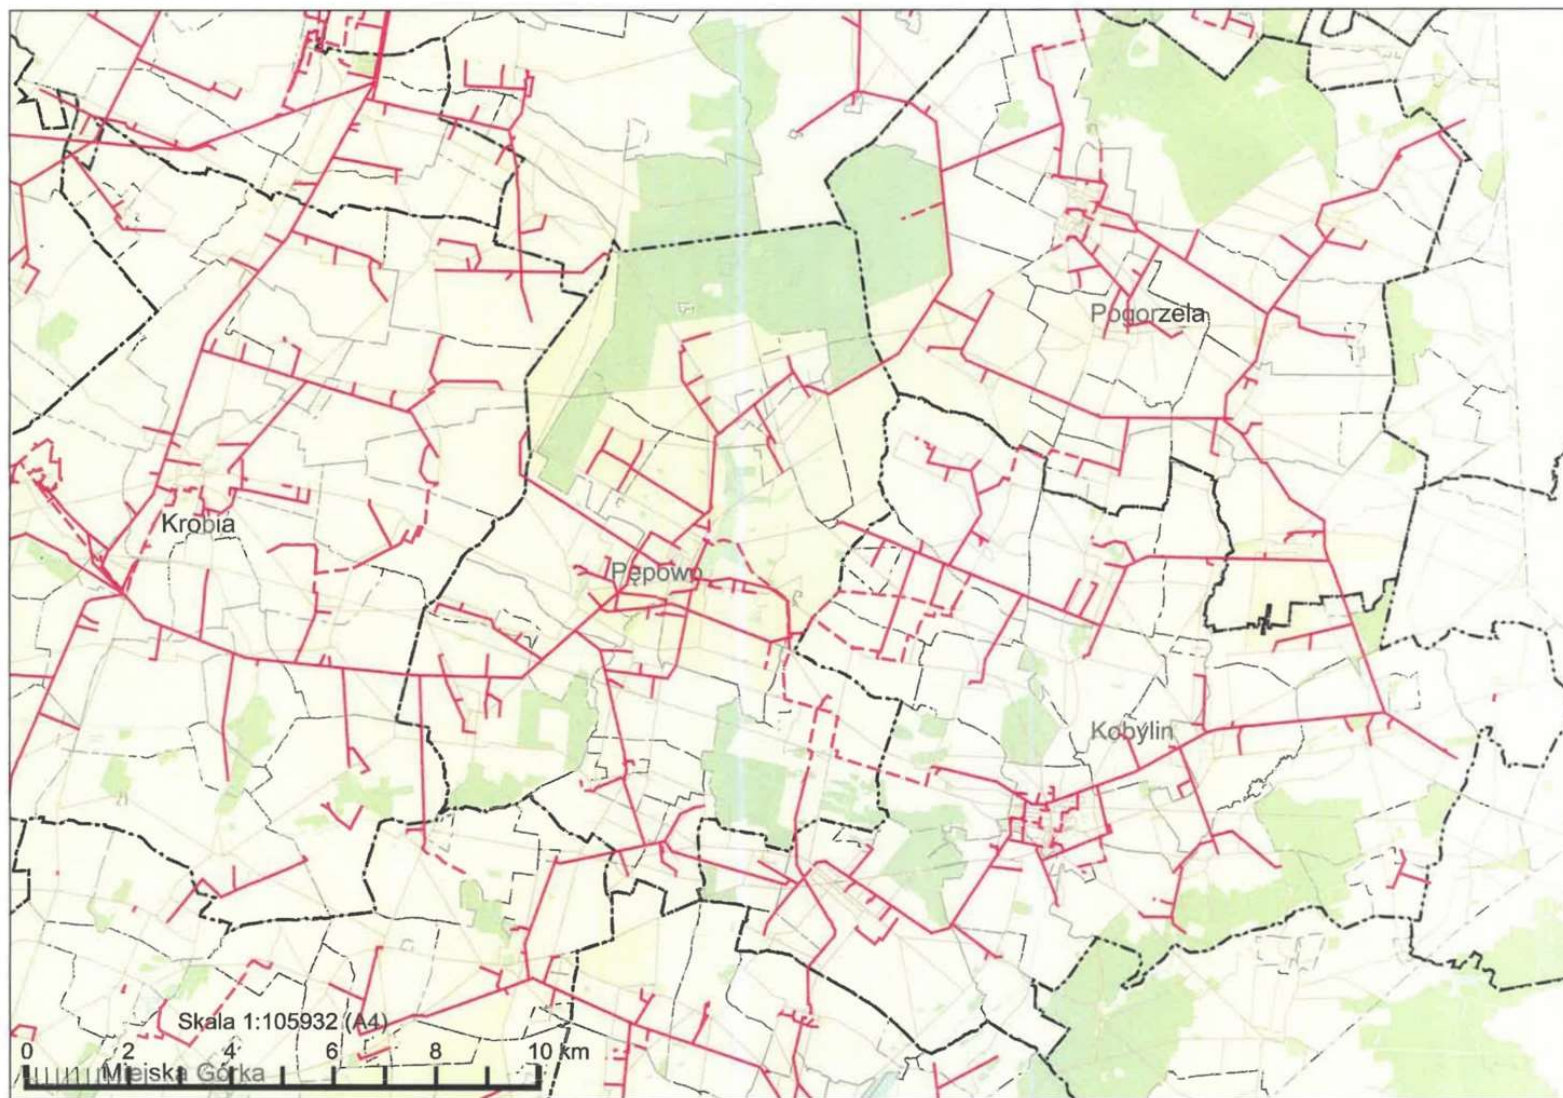 Pogorzela
Krobia
Pępowo
Kobylin
Skala 1:105932 (A4)
0 2 4 6 8 10 km
Miejska Górka